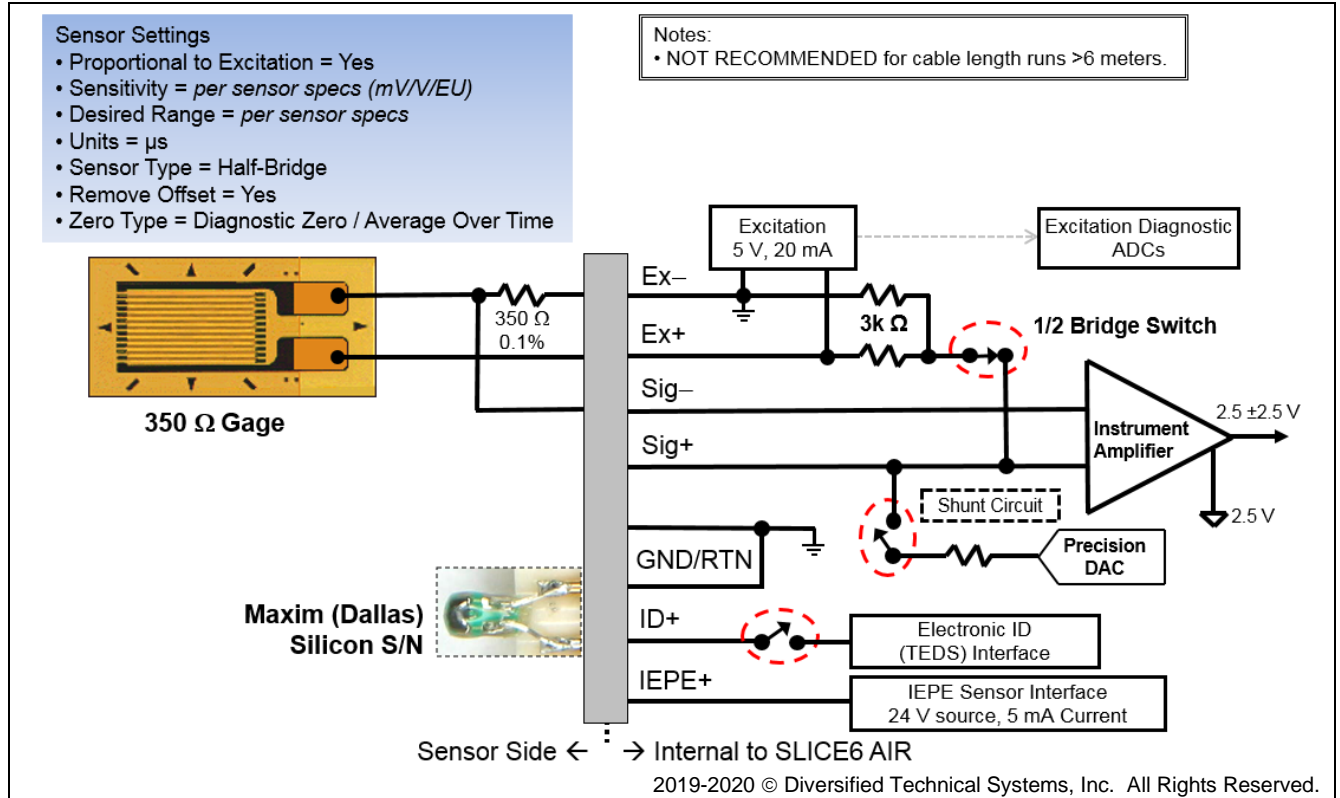 Sensor Settings
• Proportional to Excitation = Yes
• Sensitivity = per sensor specs (mV/V/EU)
• Desired Range = per sensor specs
• Units = µs
• Sensor Type = Half-Bridge
• Remove Offset = Yes
• Zero Type = Diagnostic Zero / Average Over Time
Notes:
• NOT RECOMMENDED for cable length runs >6 meters.
Excitation
5 V, 20 mA
Excitation Diagnostic
ADCs
350 Ω
0.1%
350 Ω Gage
Ex–
Ex+
3k Ω
1/2 Bridge Switch
Sig–
Sig+
Instrument
Amplifier
2.5 ±2.5 V
2.5 V
Shunt Circuit
Precision
DAC
GND/RTN
Maxim (Dallas)
Silicon S/N
ID+
Electronic ID
(TEDS) Interface
IEPE+
IEPE Sensor Interface
24 V source, 5 mA Current
Sensor Side ← → Internal to SLICE6 AIR
2019-2020 © Diversified Technical Systems, Inc. All Rights Reserved.